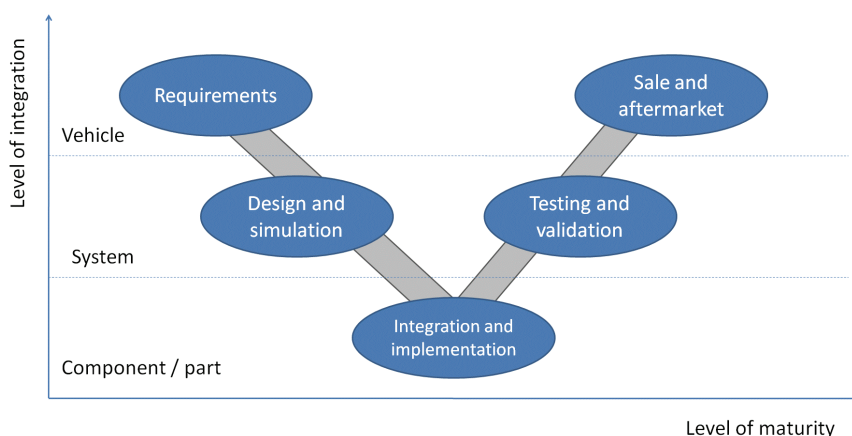 Level of integration
Requirements
Sale and
aftermarket
Vehicle
Design and
simulation
Testing and
validation
System
Integration and
implementation
Component / part
Level of maturity